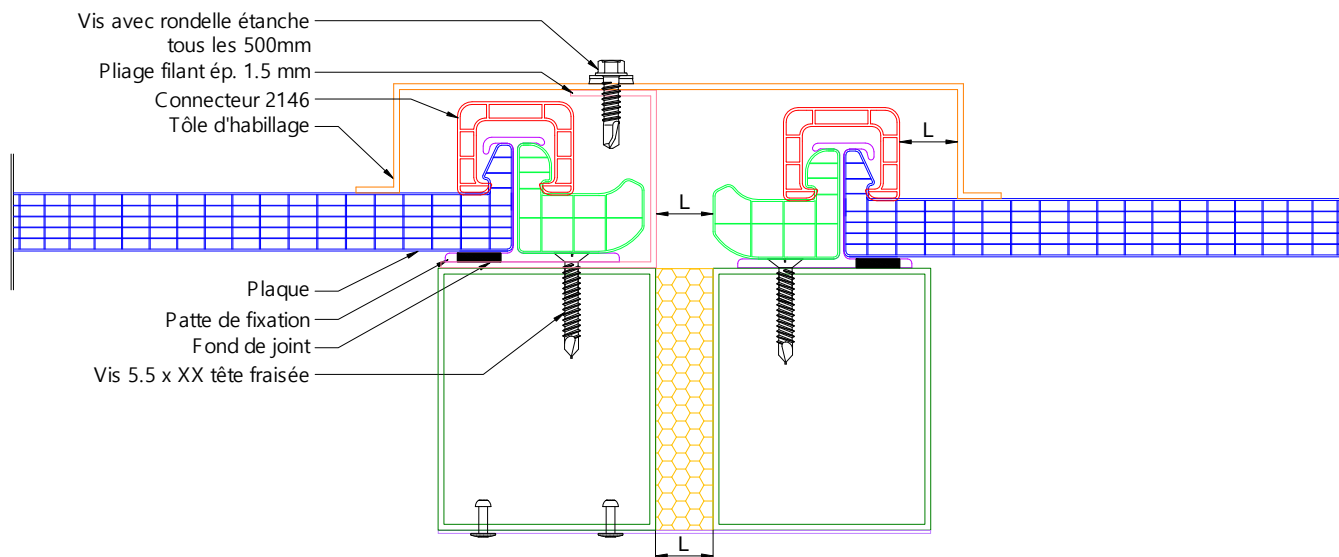 Vis avec rondelle étanche
tous les 500mm
Pliage filant ép. 1.5 mm
Connecteur 2146
Tôle d'habillage
L
L
Plaque
Patte de fixation
Fond de joint
Vis 5.5 x XX tête fraisée
L